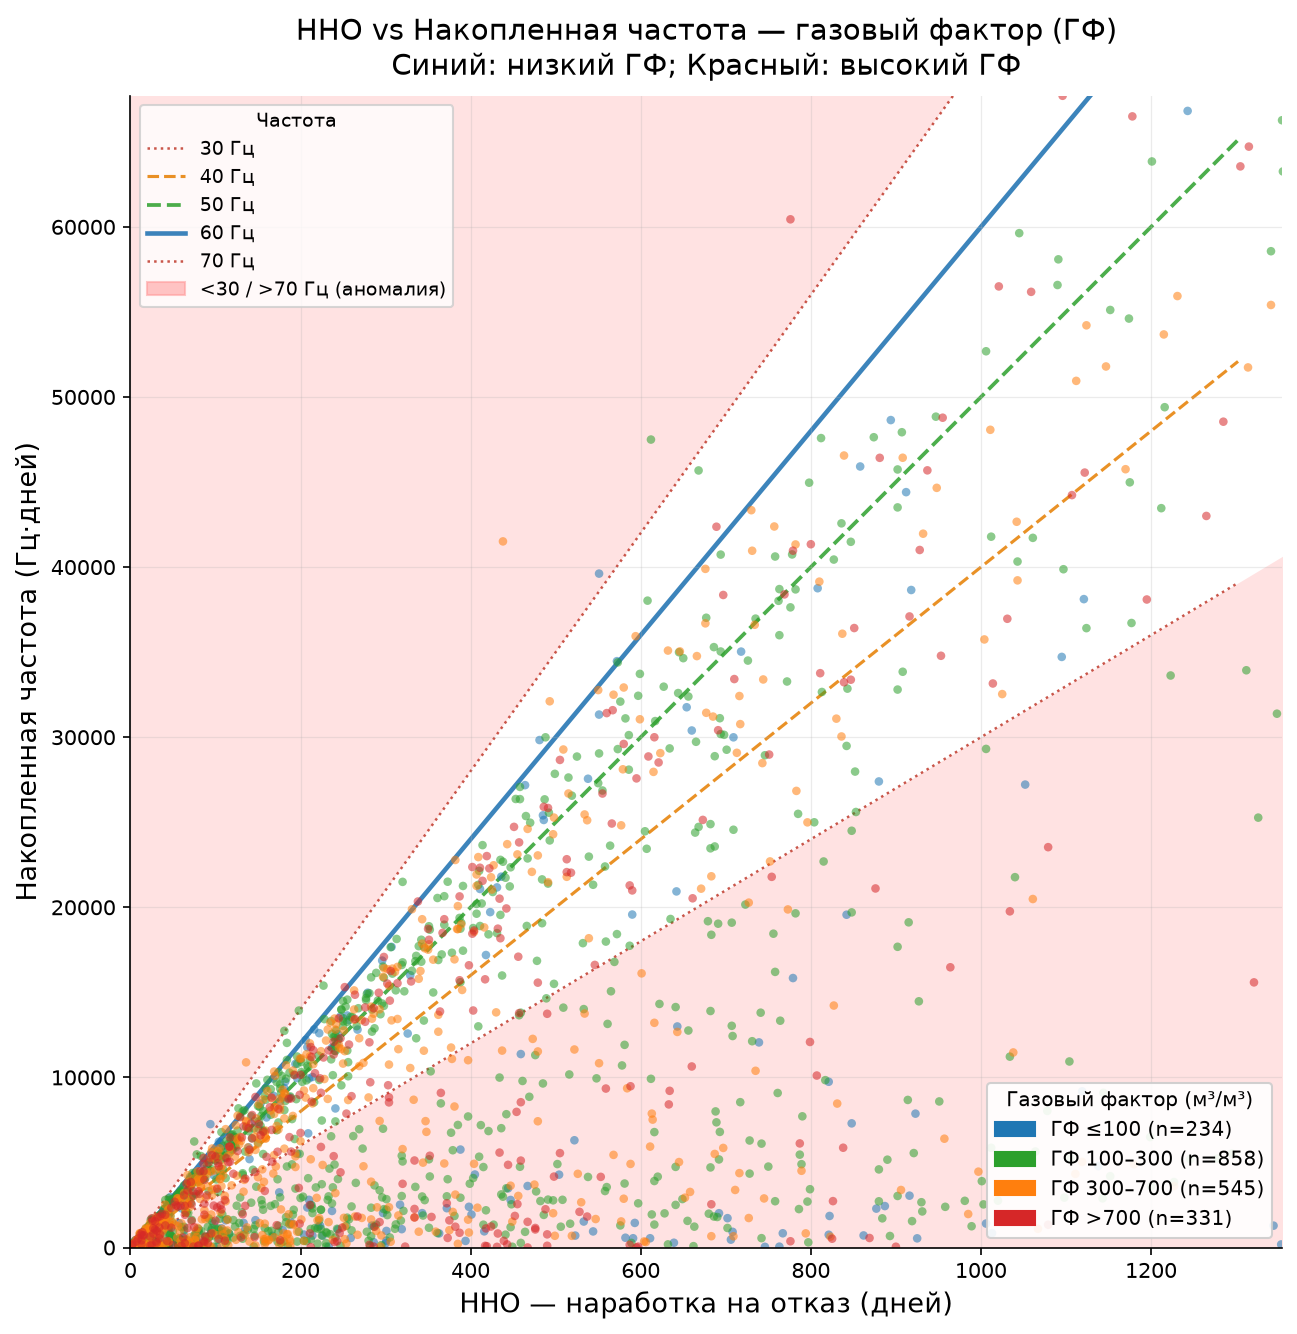 ННО vs Накопленная частота — газовый фактор (ГФ)
Синий: низкий ГФ; Красный: высокий ГФ
Частота
30 Гц
40 Гц
50 Гц
60 Гц
70 Гц
<30 / >70 Гц (аномалия)
Накопленная частота (Гц·дней)
60000
50000
40000
30000
20000
10000
0
Газовый фактор (м³/м³)
ГФ ≤100 (n=234)
ГФ 100–300 (n=858)
ГФ 300–700 (n=545)
ГФ >700 (n=331)
0 200 400 600 800 1000 1200
ННО — наработка на отказ (дней)